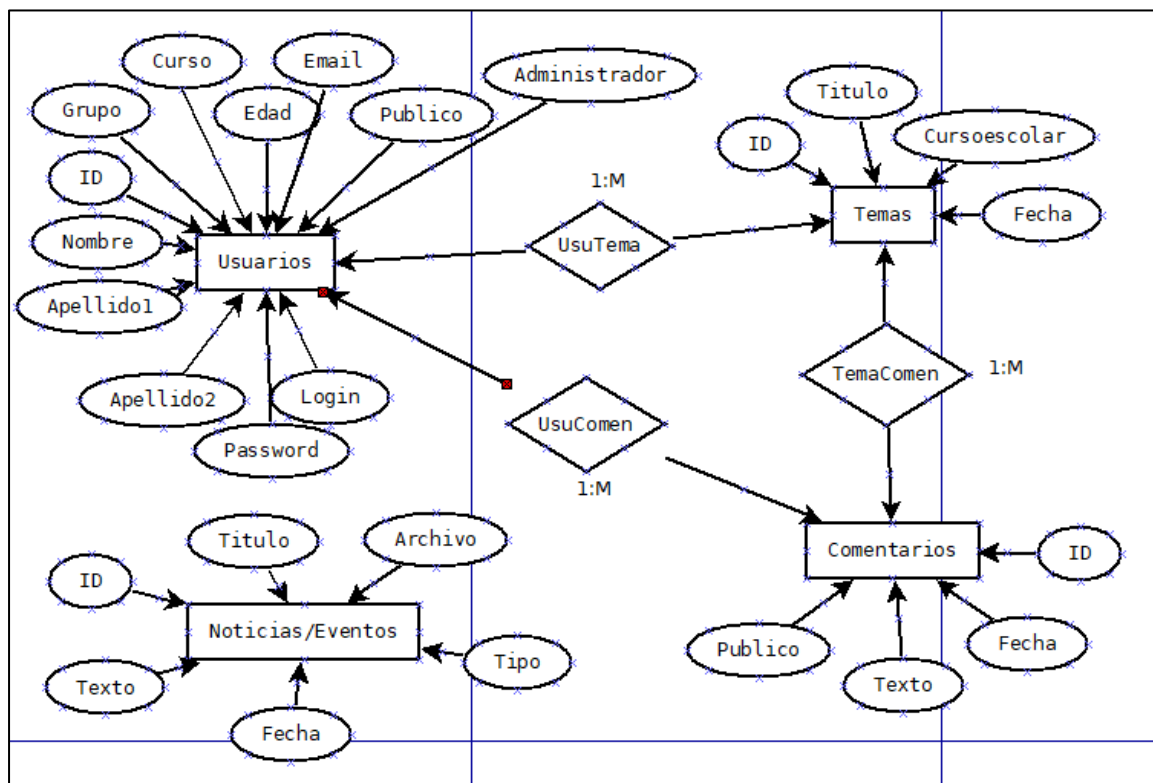 Curso
Email
Administrador
Grupo
Edad
Publico
Titulo
ID
Cursoescolar
ID
1:M
Temas
Fecha
Nombre
UsuTema
Usuarios
Apellido1
TemaComen
1:M
Apellido2
Login
UsuComen
Password
1:M
Titulo
Archivo
Comentarios
ID
ID
Noticias/Eventos
Publico
Fecha
Texto
Tipo
Texto
Fecha